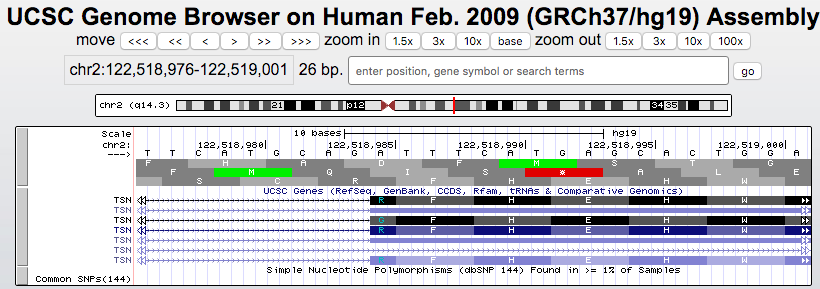 UCSC Genome Browser on Human Feb. 2009 (GRCh37/hg19) Assembly
move <<< << < > >> >>> zoom in 1.5x 3x 10x base zoom out 1.5x 3x 10x 100x
chr2:122,518,976-122,519,001 26 bp. enter position, gene symbol or search terms go
chr2 (q14.3) 21 p12 34 35
Scale 10 bases hg19
chr2: 122,518,980 122,518,985 122,518,990 122,518,995 122,519,000
---> T T C A T G C A G A T T T C A T G A G C A C T G G A
F H A D F M S T G
F M Q I S * A L E
S C R F H E H W
UCSC Genes (RefSeq, GenBank, CCDS, Rfam, tRNAs & Comparative Genomics)
TSN R F H E H W
TSN
TSN G F H E H W
TSN R F H E H W
TSN
TSN
TSN R F H E H W
Simple Nucleotide Polymorphisms (dbSNP 144) Found in >= 1% of Samples
Common SNPs(144)